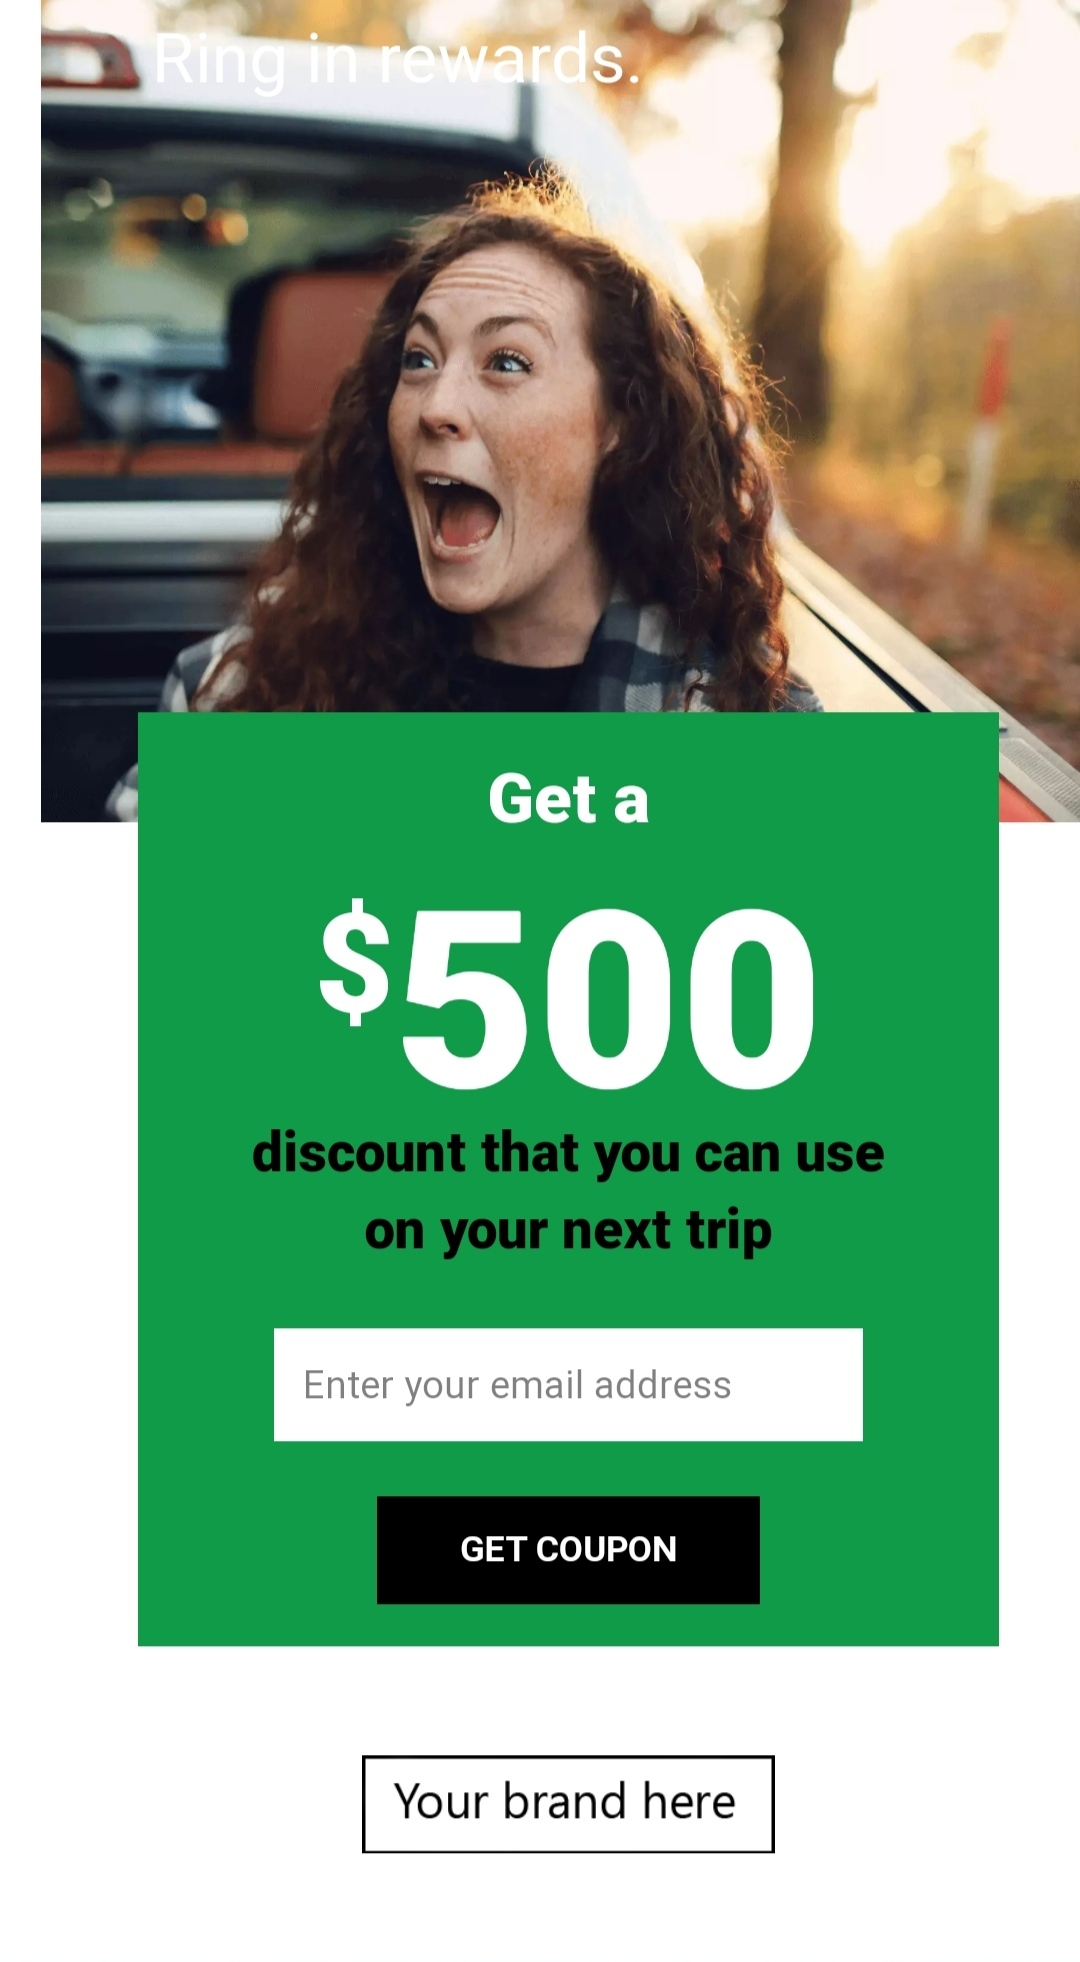 Ring in rewards.
Get a
$500
discount that you can use
on your next trip
Enter your email address
GET COUPON
Your brand here